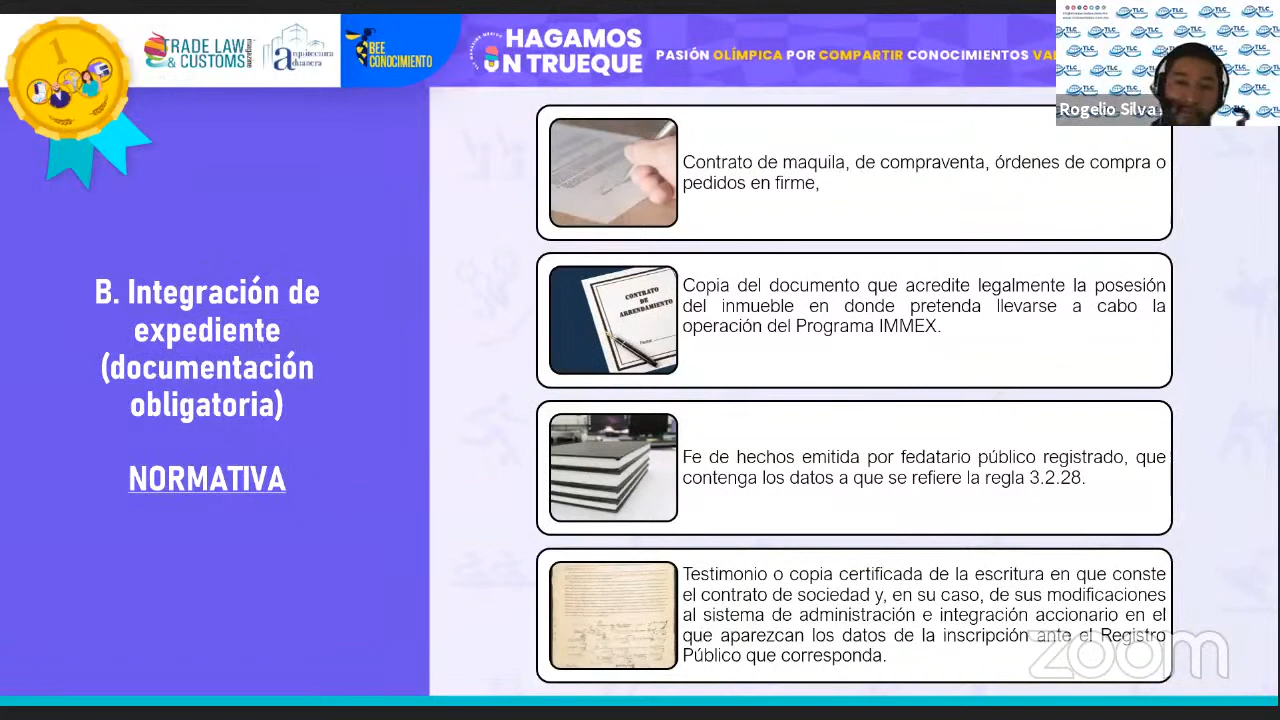 TRADE LAW
& CUSTOMS
Arquitectura
Aduanera
BEE
CONOCIMIENTO
HAGAMOS
UN TRUEQUE
PASIÓN OLÍMPICA POR COMPARTIR CONOCIMIENTOS VA
TLC
Rogelio Silva
B. Integración de
expediente
(documentación
obligatoria)
NORMATIVA
Contrato de maquila, de compraventa, órdenes de compra o
pedidos en firme,
CONTRATO
DE
ARRENDAMIENTO
Copia del documento que acredite legalmente la posesión
del inmueble en donde pretenda llevarse a cabo la
operación del Programa IMMEX.
Fe de hechos emitida por fedatario público registrado, que
contenga los datos a que se refiere la regla 3.2.28.
Testimonio o copia certificada de la escritura en que conste
el contrato de sociedad y, en su caso, de sus modificaciones
al sistema de administración e integración accionario en el
que aparezcan los datos de la inscripción ante el Registro
Público que corresponda.
zoom